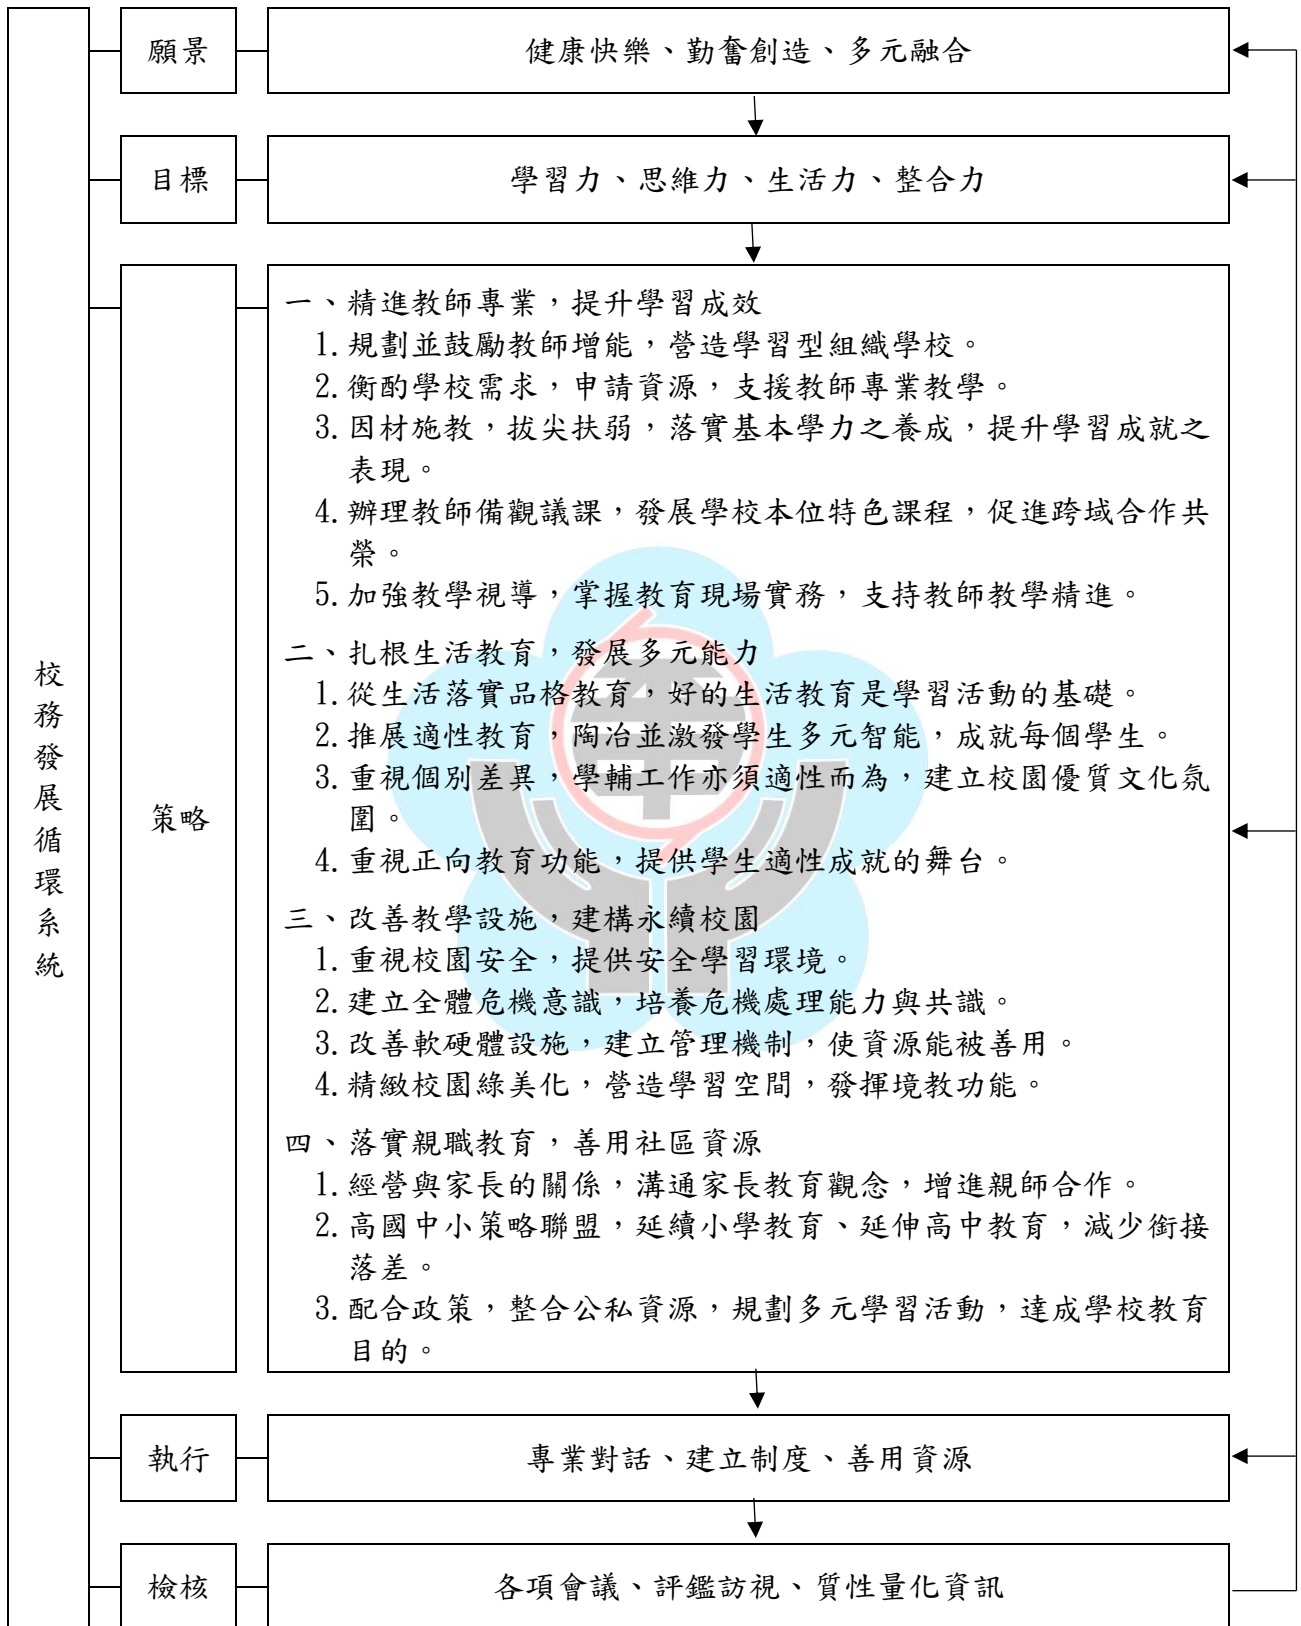 校務發展循環系統
願景
健康快樂、勤奮創造、多元融合
目標
學習力、思維力、生活力、整合力
策略
一、精進教師專業，提升學習成效
1.規劃並鼓勵教師增能，營造學習型組織學校。
2.衡酌學校需求，申請資源，支援教師專業教學。
3.因材施教，拔尖扶弱，落實基本學力之養成，提升學習成就之
表現。
4.辦理教師備觀議課，發展學校本位特色課程，促進跨域合作共
榮。
5.加強教學視導，掌握教育現場實務，支持教師教學精進。
二、扎根生活教育，發展多元能力
1.從生活落實品格教育，好的生活教育是學習活動的基礎。
2.推展適性教育，陶冶並激發學生多元智能，成就每個學生。
3.重視個別差異，學輔工作亦須適性而為，建立校園優質文化氛
圍。
4.重視正向教育功能，提供學生適性成就的舞台。
三、改善教學設施，建構永續校園
1.重視校園安全，提供安全學習環境。
2.建立全體危機意識，培養危機處理能力與共識。
3.改善軟硬體設施，建立管理機制，使資源能被善用。
4.精緻校園綠美化，營造學習空間，發揮境教功能。
四、落實親職教育，善用社區資源
1.經營與家長的關係，溝通家長教育觀念，增進親師合作。
2.高國中小策略聯盟，延續小學教育、延伸高中教育，減少銜接
落差。
3.配合政策，整合公私資源，規劃多元學習活動，達成學校教育
目的。
執行
專業對話、建立制度、善用資源
檢核
各項會議、評鑑訪視、質性量化資訊